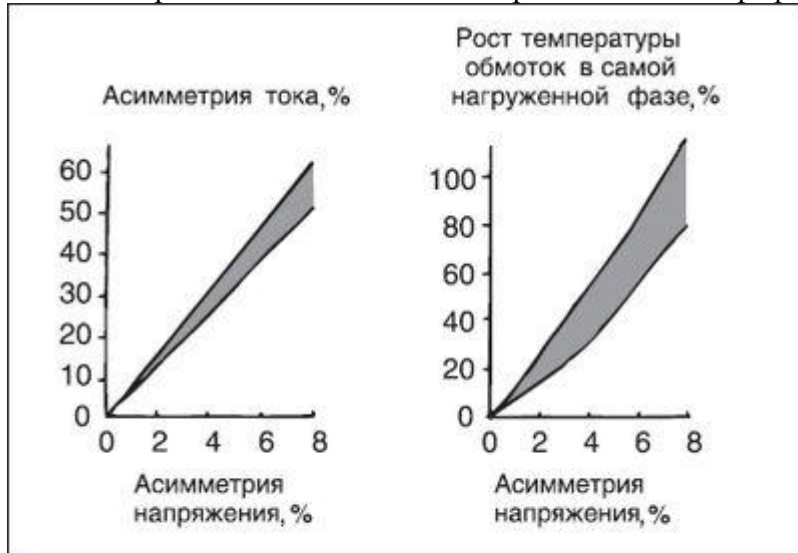 Асимметрия тока,%
60
50
40
30
20
10
0
0 2 4 6 8
Асимметрия
напряжения,%
Рост температуры
обмоток в самой
нагруженной фазе,%
100
80
60
40
20
0
0 2 4 6 8
Асимметрия
напряжения,%